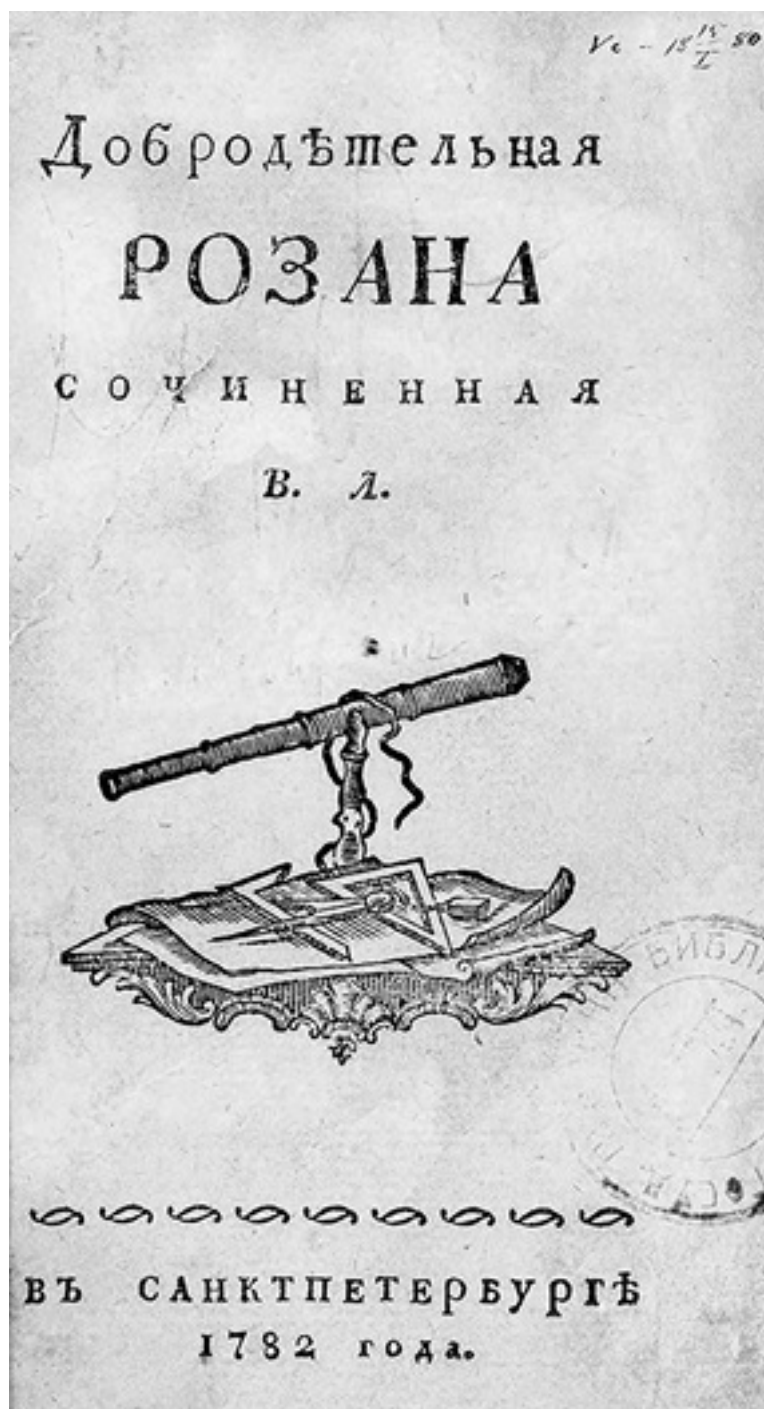 Добродѣтельная
РОЗАНА
СОЧИНЕННАЯ
В. Л.
ВЪ САНКТПЕТЕРБУРГѢ
1782 года.